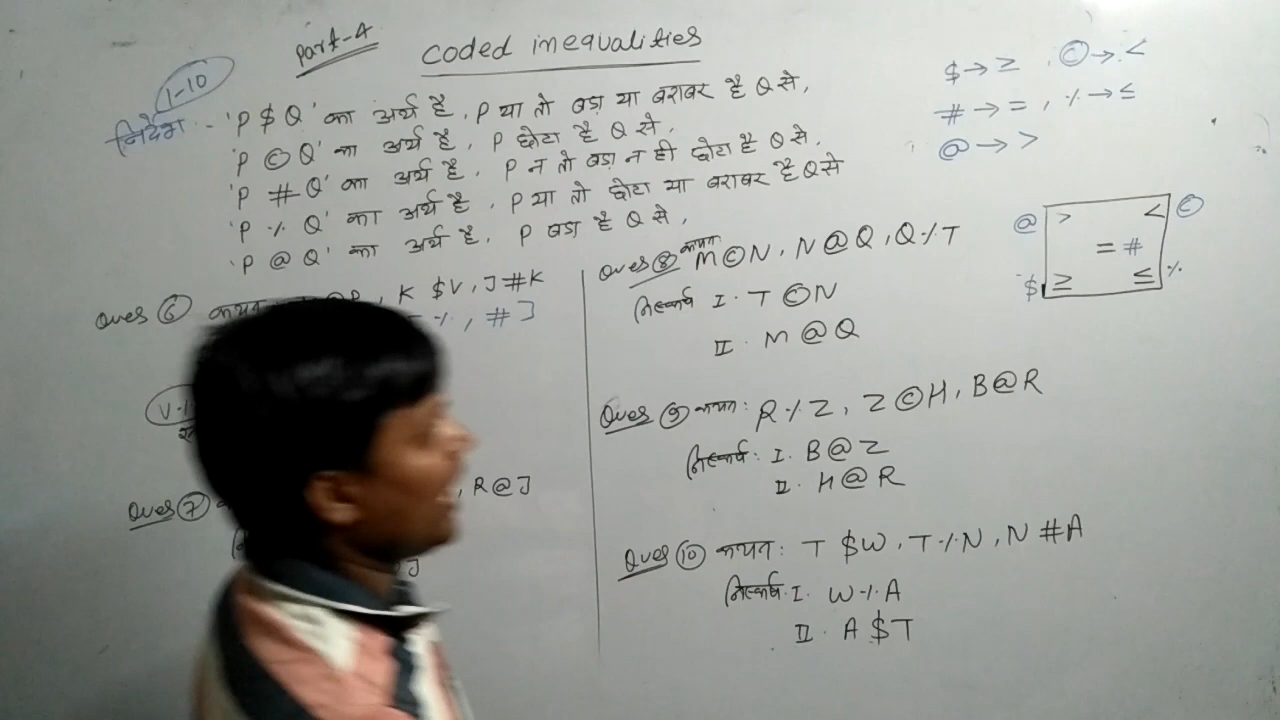 Part-A
Coded inequalities
1-10
निर्देश - 'P $ Q' का अर्थ है, P या तो बड़ा या बराबर है Q से,
'P © Q' का अर्थ है, P छोटा है Q से,
'P # Q' का अर्थ है, P न तो बड़ा न ही छोटा है Q से,
'P % Q' का अर्थ है, P या तो छोटा या बराबर है Q से
'P @ Q' का अर्थ है, P बड़ा है Q से,
$→≥ , ©→<
#→= , %→≤
@→>
@ > < ©
= #
$ ≥ ≤ %
Ques 6 कथन , K $V, J#K
%, # J
V
Ques 7 , R@J
J
Ques 8 कथन M©N, N@Q, Q%T
निष्कर्ष I. T©N
II. M@Q
Ques 9 कथन: R%Z, Z©H, B@R
निष्कर्ष: I. B@Z
II. H@R
Ques 10 कथन: T $W, T%N, N#A
निष्कर्ष: I. W%A
II. A$T